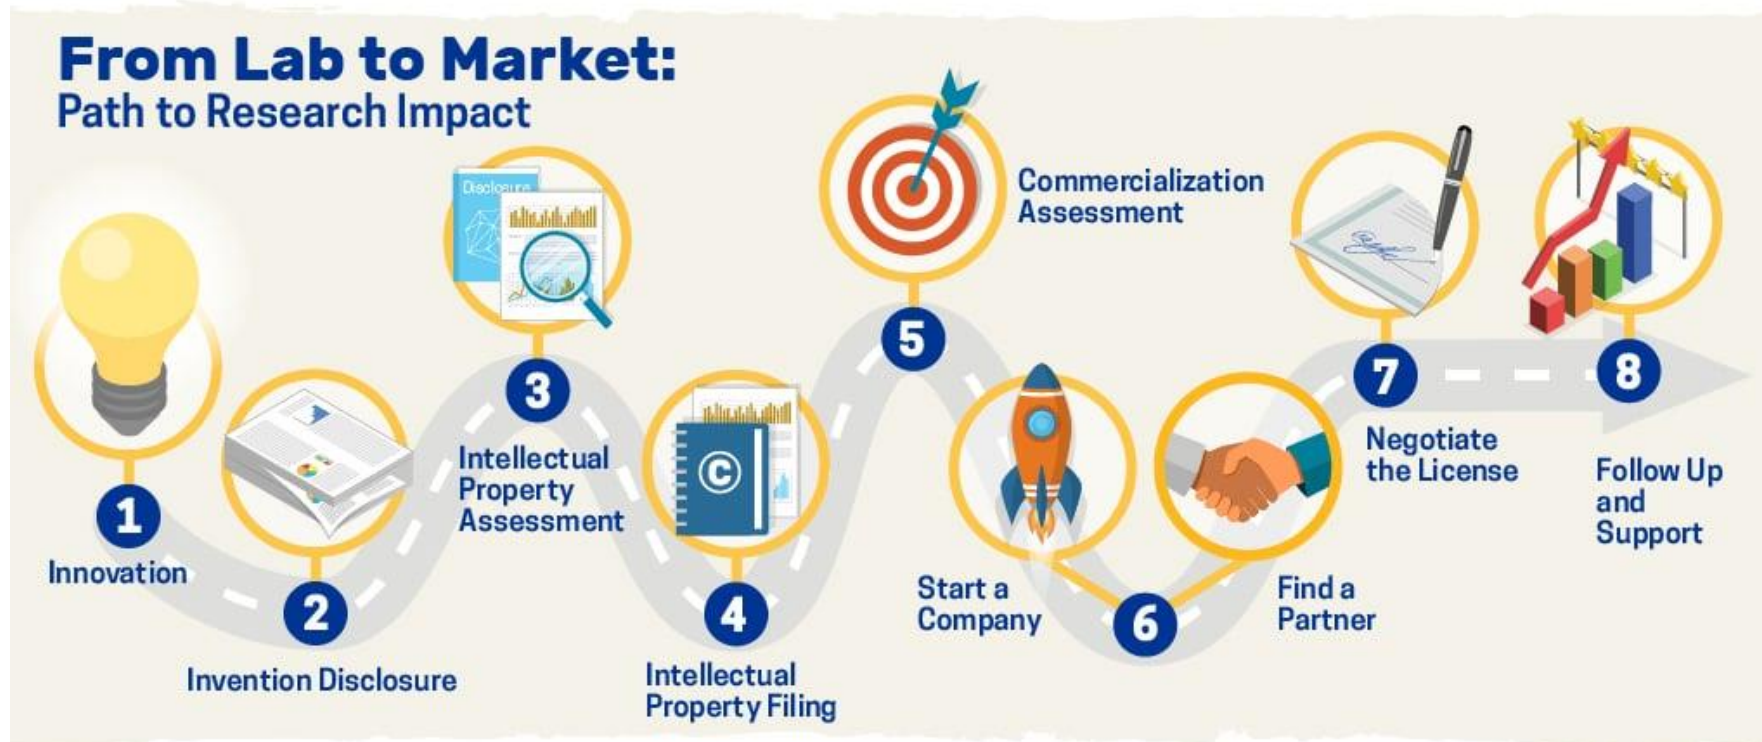 From Lab to Market:
Path to Research Impact
1
Innovation
2
Invention Disclosure
Disclosure
3
Intellectual
Property
Assessment
©
4
Intellectual
Property Filing
5
Commercialization
Assessment
Start a
Company
6
Find a
Partner
7
Negotiate
the License
8
Follow Up
and
Support